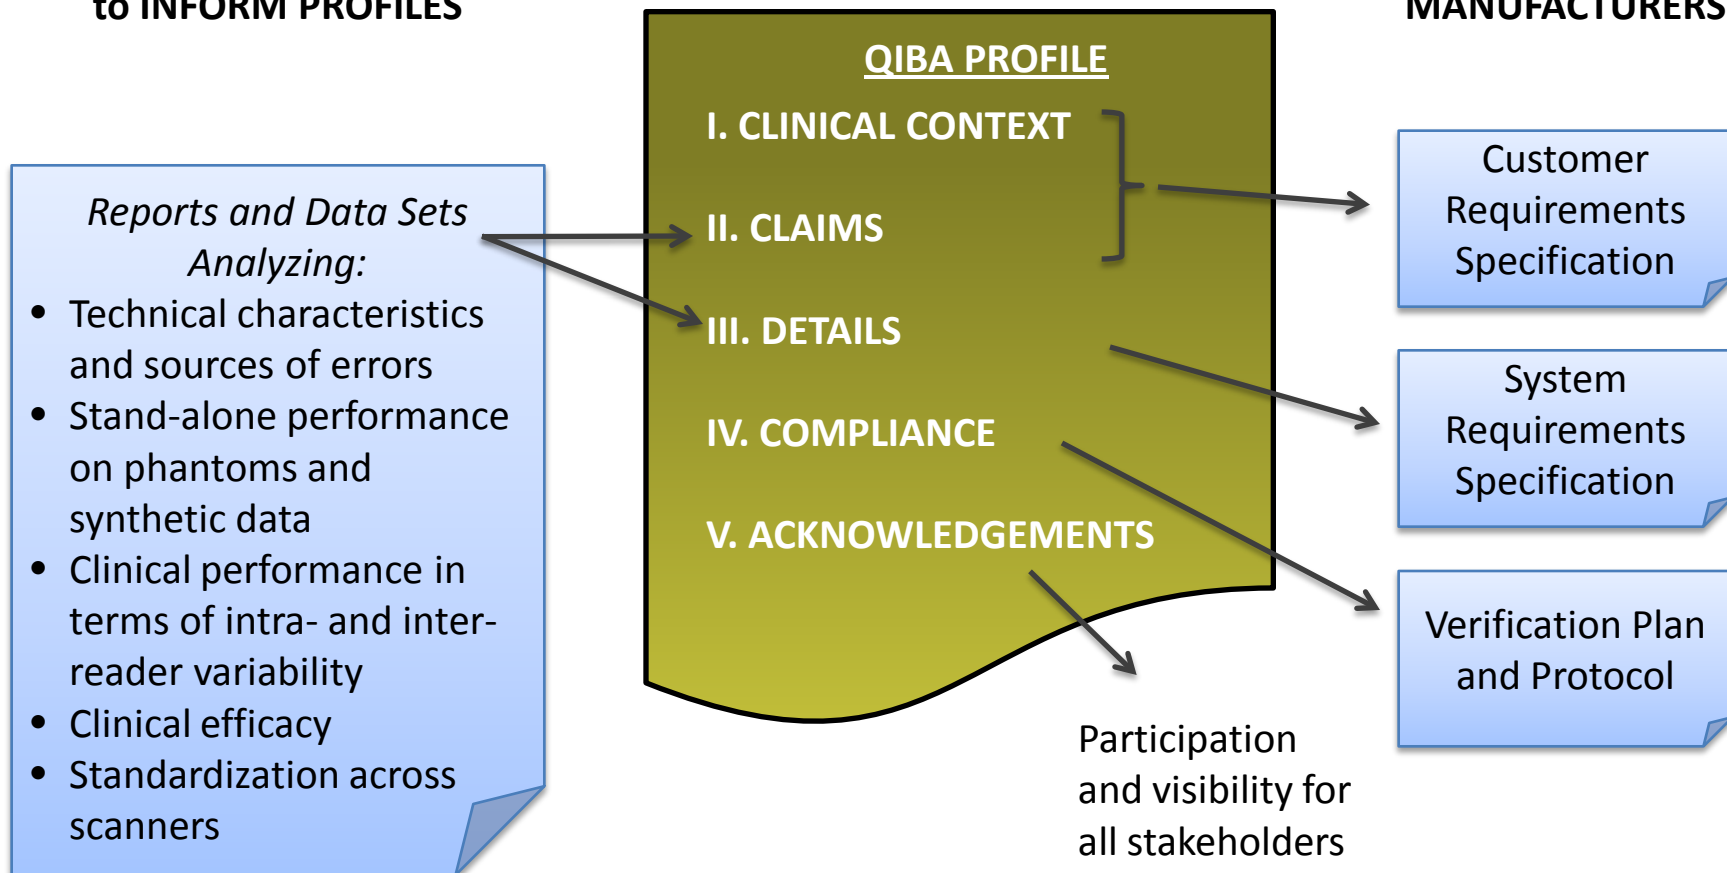 to INFORM PROFILES
Reports and Data Sets
Analyzing:
• Technical characteristics
and sources of errors
• Stand-alone performance
on phantoms and
synthetic data
• Clinical performance in
terms of intra- and inter-
reader variability
• Clinical efficacy
• Standardization across
scanners
QIBA PROFILE
I. CLINICAL CONTEXT
II. CLAIMS
III. DETAILS
IV. COMPLIANCE
V. ACKNOWLEDGEMENTS
Participation
and visibility for
all stakeholders
MANUFACTURERS
Customer
Requirements
Specification
System
Requirements
Specification
Verification Plan
and Protocol